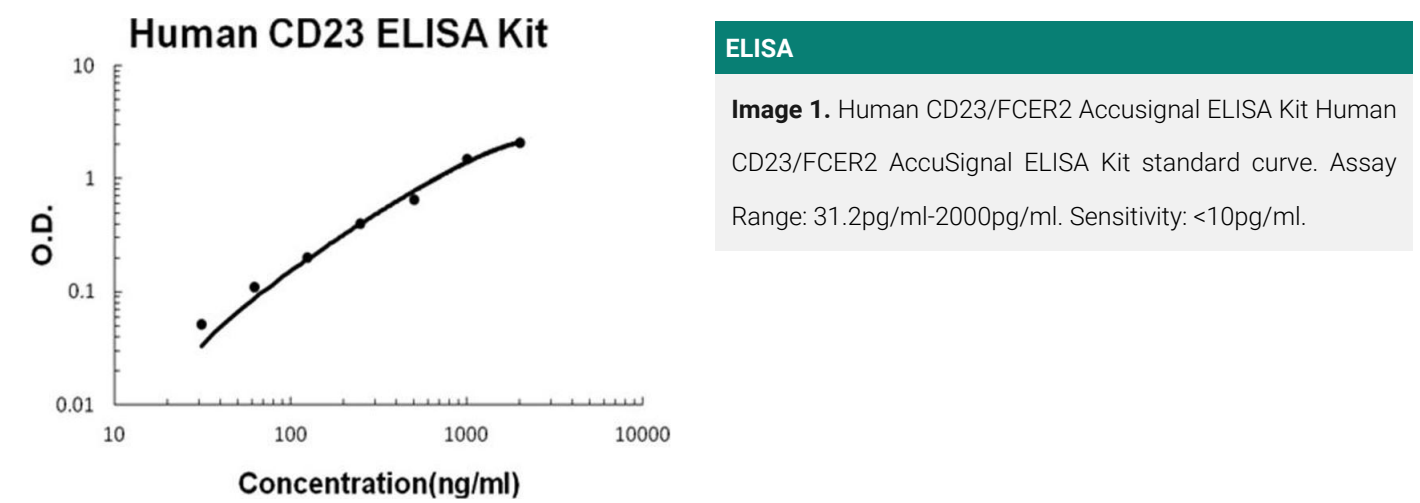 Human CD23 ELISA Kit
10
1
0.1
0.01
O.D.
10 100 1000 10000
Concentration(ng/ml)
ELISA
Image 1. Human CD23/FCER2 Accusignal ELISA Kit Human
CD23/FCER2 AccuSignal ELISA Kit standard curve. Assay
Range: 31.2pg/ml-2000pg/ml. Sensitivity: <10pg/ml.